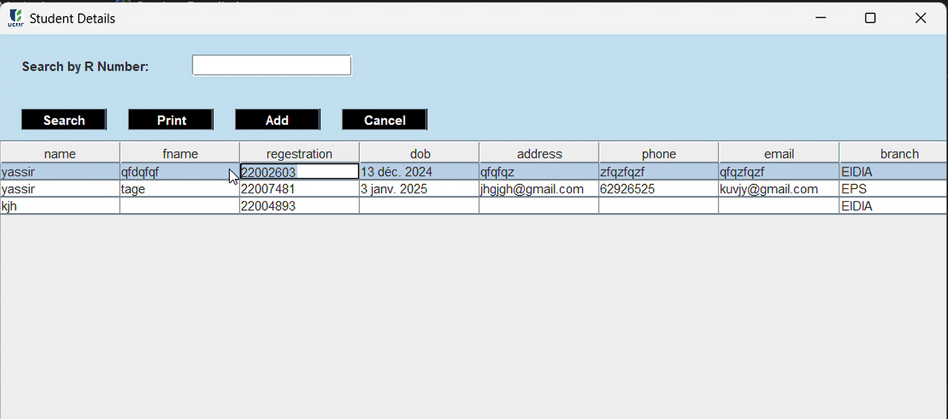 Student Details
Search by R Number:
Search Print Add Cancel
name fname regestration dob address phone email branch
yassir qfdqfqf 22002603 13 déc. 2024 qfqfqz zfqzfqzf qfqzfqzf EIDIA
yassir tage 22007481 3 janv. 2025 jhgjgh@gmail.com 62926525 kuvjy@gmail.com EPS
kjh 22004893 EIDIA